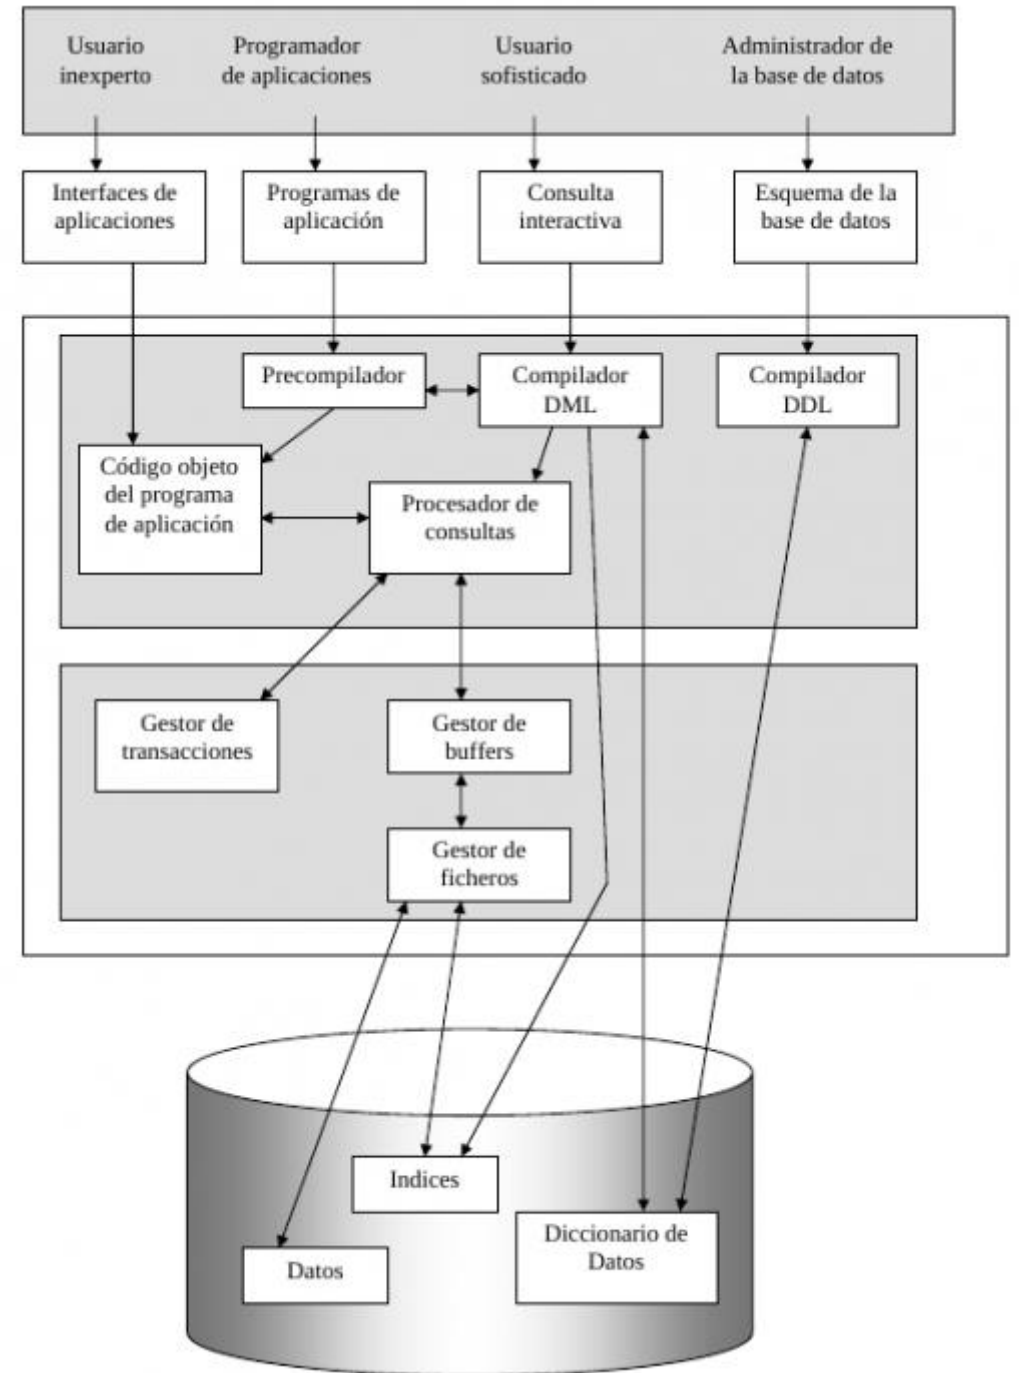 Usuario
inexperto
Programador
de aplicaciones
Usuario
sofisticado
Administrador de
la base de datos
Interfaces de
aplicaciones
Programas de
aplicación
Consulta
interactiva
Esquema de la
base de datos
Precompilador
Compilador
DML
Compilador
DDL
Código objeto
del programa
de aplicación
Procesador de
consultas
Gestor de
transacciones
Gestor de
buffers
Gestor de
ficheros
Indices
Diccionario de
Datos
Datos